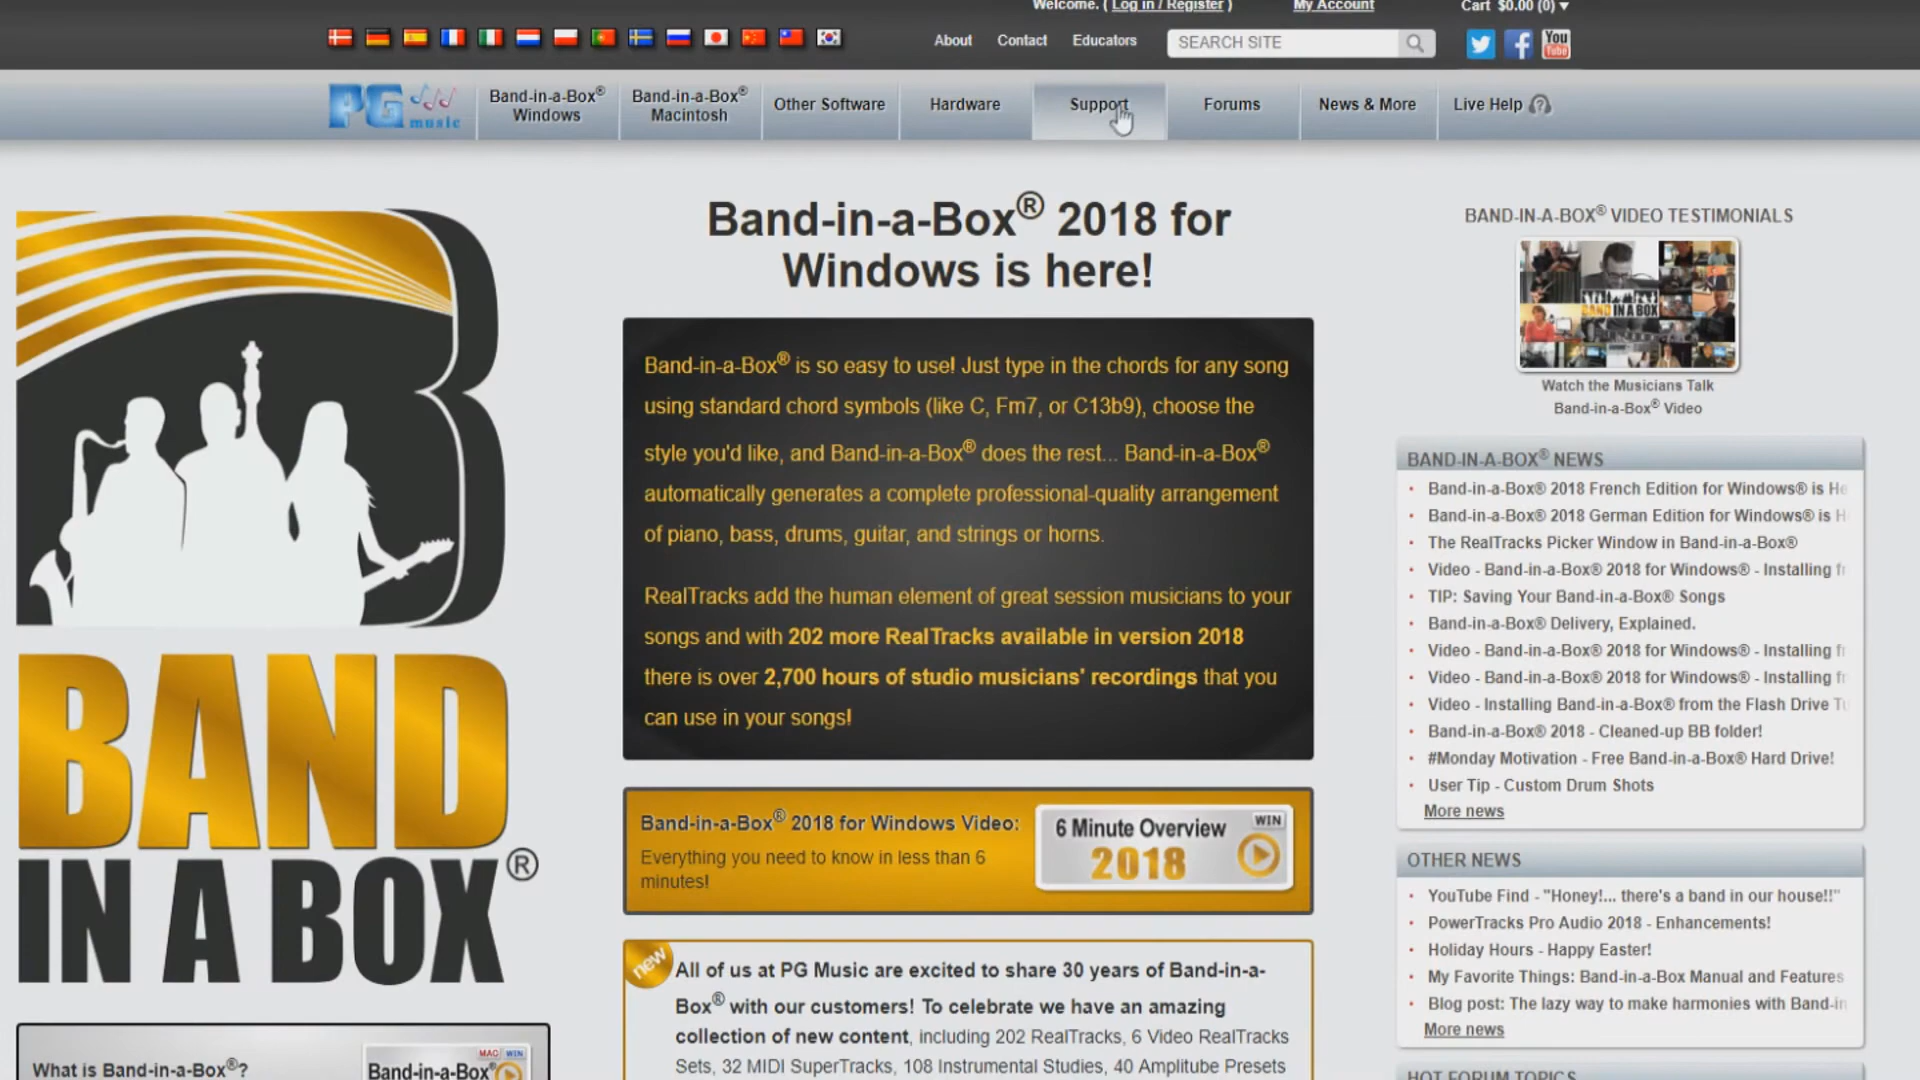 Welcome. ( Log in / Register )
My Account
Cart $0.00 (0) ▾
About
Contact
Educators
SEARCH SITE
You
Tube
PG
music
Band-in-a-Box®
Windows
Band-in-a-Box®
Macintosh
Other Software
Hardware
Support
Forums
News & More
Live Help
BAND
IN A BOX®
What is Band-in-a-Box®?
MAC WIN
Band-in-a-Box®
Band-in-a-Box® 2018 for
Windows is here!
Band-in-a-Box® is so easy to use! Just type in the chords for any song
using standard chord symbols (like C, Fm7, or C13b9), choose the
style you'd like, and Band-in-a-Box® does the rest... Band-in-a-Box®
automatically generates a complete professional-quality arrangement
of piano, bass, drums, guitar, and strings or horns.
RealTracks add the human element of great session musicians to your
songs and with 202 more RealTracks available in version 2018
there is over 2,700 hours of studio musicians' recordings that you
can use in your songs!
Band-in-a-Box® 2018 for Windows Video:
Everything you need to know in less than 6
minutes!
6 Minute Overview
WIN
2018
new
All of us at PG Music are excited to share 30 years of Band-in-a-
Box® with our customers! To celebrate we have an amazing
collection of new content, including 202 RealTracks, 6 Video RealTracks
Sets, 32 MIDI SuperTracks, 108 Instrumental Studies, 40 Amplitube Presets
BAND-IN-A-BOX® VIDEO TESTIMONIALS
BAND IN A BOX
Watch the Musicians Talk
Band-in-a-Box® Video
BAND-IN-A-BOX® NEWS
Band-in-a-Box® 2018 French Edition for Windows® is He
Band-in-a-Box® 2018 German Edition for Windows® is H
The RealTracks Picker Window in Band-in-a-Box®
Video - Band-in-a-Box® 2018 for Windows® - Installing fr
TIP: Saving Your Band-in-a-Box® Songs
Band-in-a-Box® Delivery, Explained.
Video - Band-in-a-Box® 2018 for Windows® - Installing fr
Video - Band-in-a-Box® 2018 for Windows® - Installing fr
Video - Installing Band-in-a-Box® from the Flash Drive Tu
Band-in-a-Box® 2018 - Cleaned-up BB folder!
#Monday Motivation - Free Band-in-a-Box® Hard Drive!
User Tip - Custom Drum Shots
More news
OTHER NEWS
YouTube Find - "Honey!... there's a band in our house!!"
PowerTracks Pro Audio 2018 - Enhancements!
Holiday Hours - Happy Easter!
My Favorite Things: Band-in-a-Box Manual and Features
Blog post: The lazy way to make harmonies with Band-in
More news
HOT FORUM TOPICS